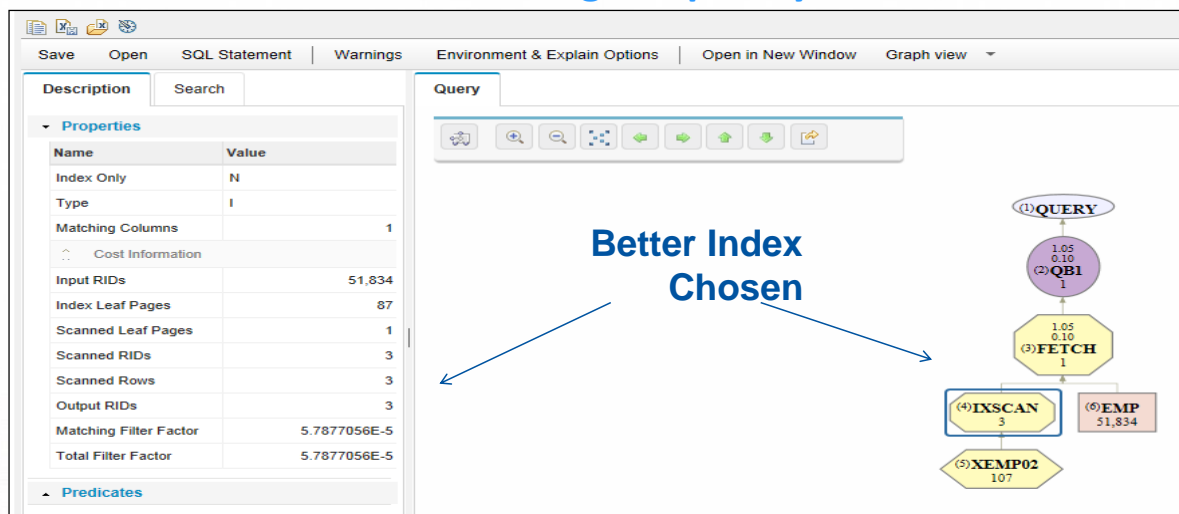 Save Open SQL Statement | Warnings Environment & Explain Options | Open in New Window Graph view
Description Search
Query
Properties
Name Value
Index Only N
Type I
Matching Columns 1
Cost Information
Input RIDs 51,834
Index Leaf Pages 87
Scanned Leaf Pages 1
Scanned RIDs 3
Scanned Rows 3
Output RIDs 3
Matching Filter Factor 5.7877056E-5
Total Filter Factor 5.7877056E-5
Predicates
Better Index
Chosen
(1)QUERY
1.05
0.10
(2)QB1
1
1.05
0.10
(3)FETCH
1
(4)IXSCAN
3
(6)EMP
51,834
(5)XEMP02
107